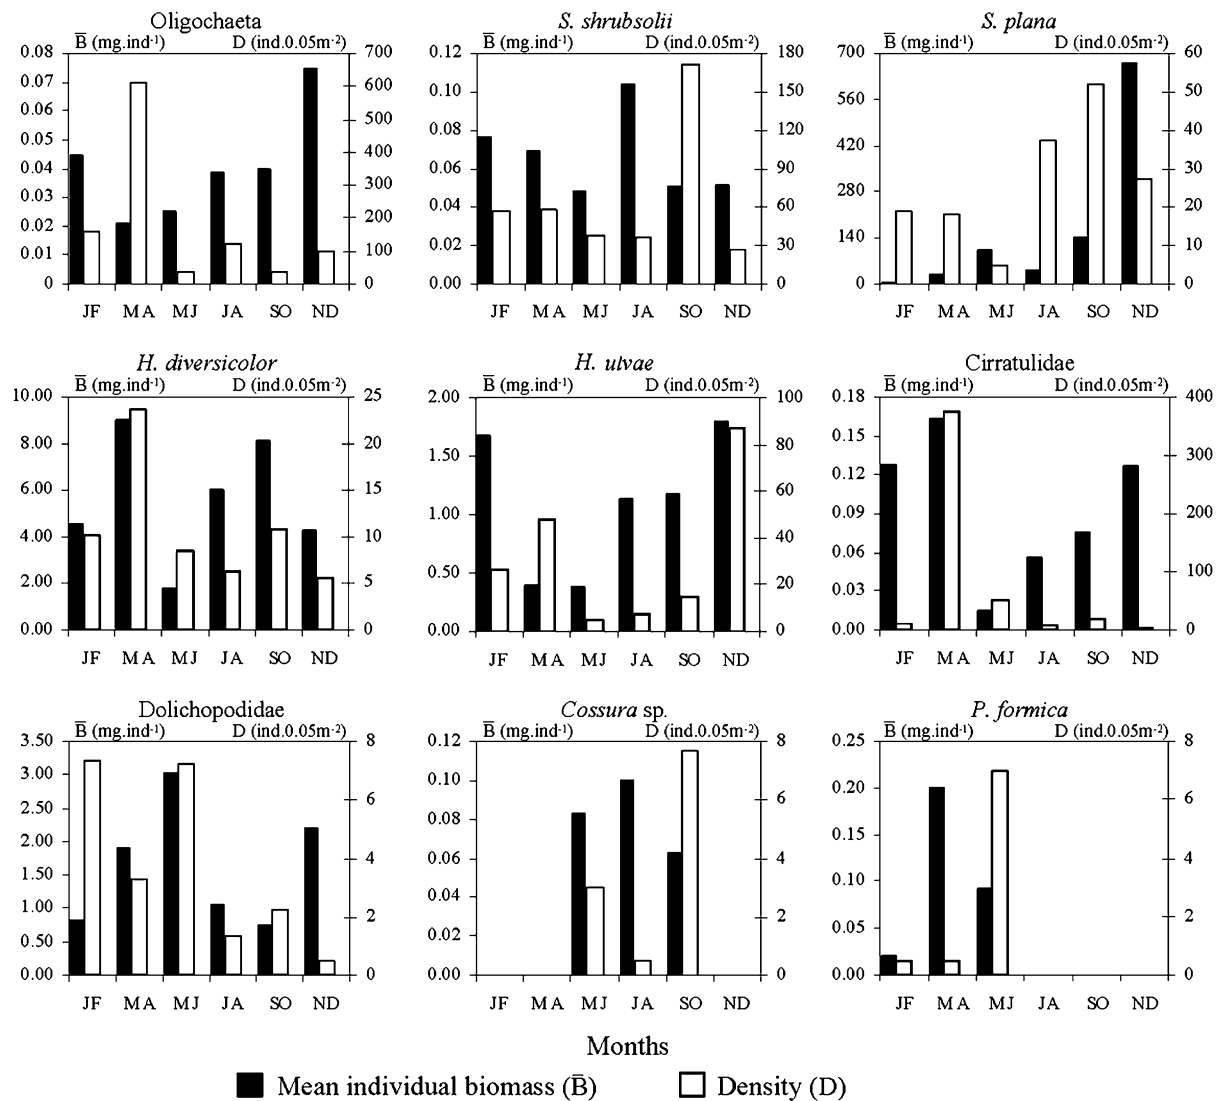 Oligochaeta S. shrubsolii S. plana
B̅ (mg.ind⁻¹) D (ind.0.05m⁻²) B̅ (mg.ind⁻¹) D (ind.0.05m⁻²) B̅ (mg.ind⁻¹) D (ind.0.05m⁻²)
0.08 700 0.12 180 700 60
0.07 600 0.10 150 560 50
0.06 500 0.08 120 420 40
0.05 400 0.06 90 280 30
0.04 300 0.04 60 140 20
0.03 200 0.02 30 0 10
0.02 100 0.00 0 0
0.01 0
0
JF MA MJ JA SO ND JF MA MJ JA SO ND JF MA MJ JA SO ND
H. diversicolor H. ulvae Cirratulidae
B̅ (mg.ind⁻¹) D (ind.0.05m⁻²) B̅ (mg.ind⁻¹) D (ind.0.05m⁻²) B̅ (mg.ind⁻¹) D (ind.0.05m⁻²)
10.00 25 2.00 100 0.18 400
8.00 20 1.50 80 0.15 300
6.00 15 1.00 60 0.12 200
4.00 10 0.50 40 0.09 100
2.00 5 0.00 20 0.06 0
0.00 0 0 0.03
0.00
JF MA MJ JA SO ND JF MA MJ JA SO ND JF MA MJ JA SO ND
Dolichopodidae Cossura sp. P. formica
B̅ (mg.ind⁻¹) D (ind.0.05m⁻²) B̅ (mg.ind⁻¹) D (ind.0.05m⁻²) B̅ (mg.ind⁻¹) D (ind.0.05m⁻²)
3.50 8 0.12 8 0.25 8
3.00 6 0.10 6 0.20 6
2.50 4 0.08 4 0.15 4
2.00 2 0.06 2 0.10 2
1.50 0 0.04 0 0.05 0
1.00 0.02 0.00
0.50 0.00
0.00
JF MA MJ JA SO ND JF MA MJ JA SO ND JF MA MJ JA SO ND
Months
Mean individual biomass (B̅) Density (D)